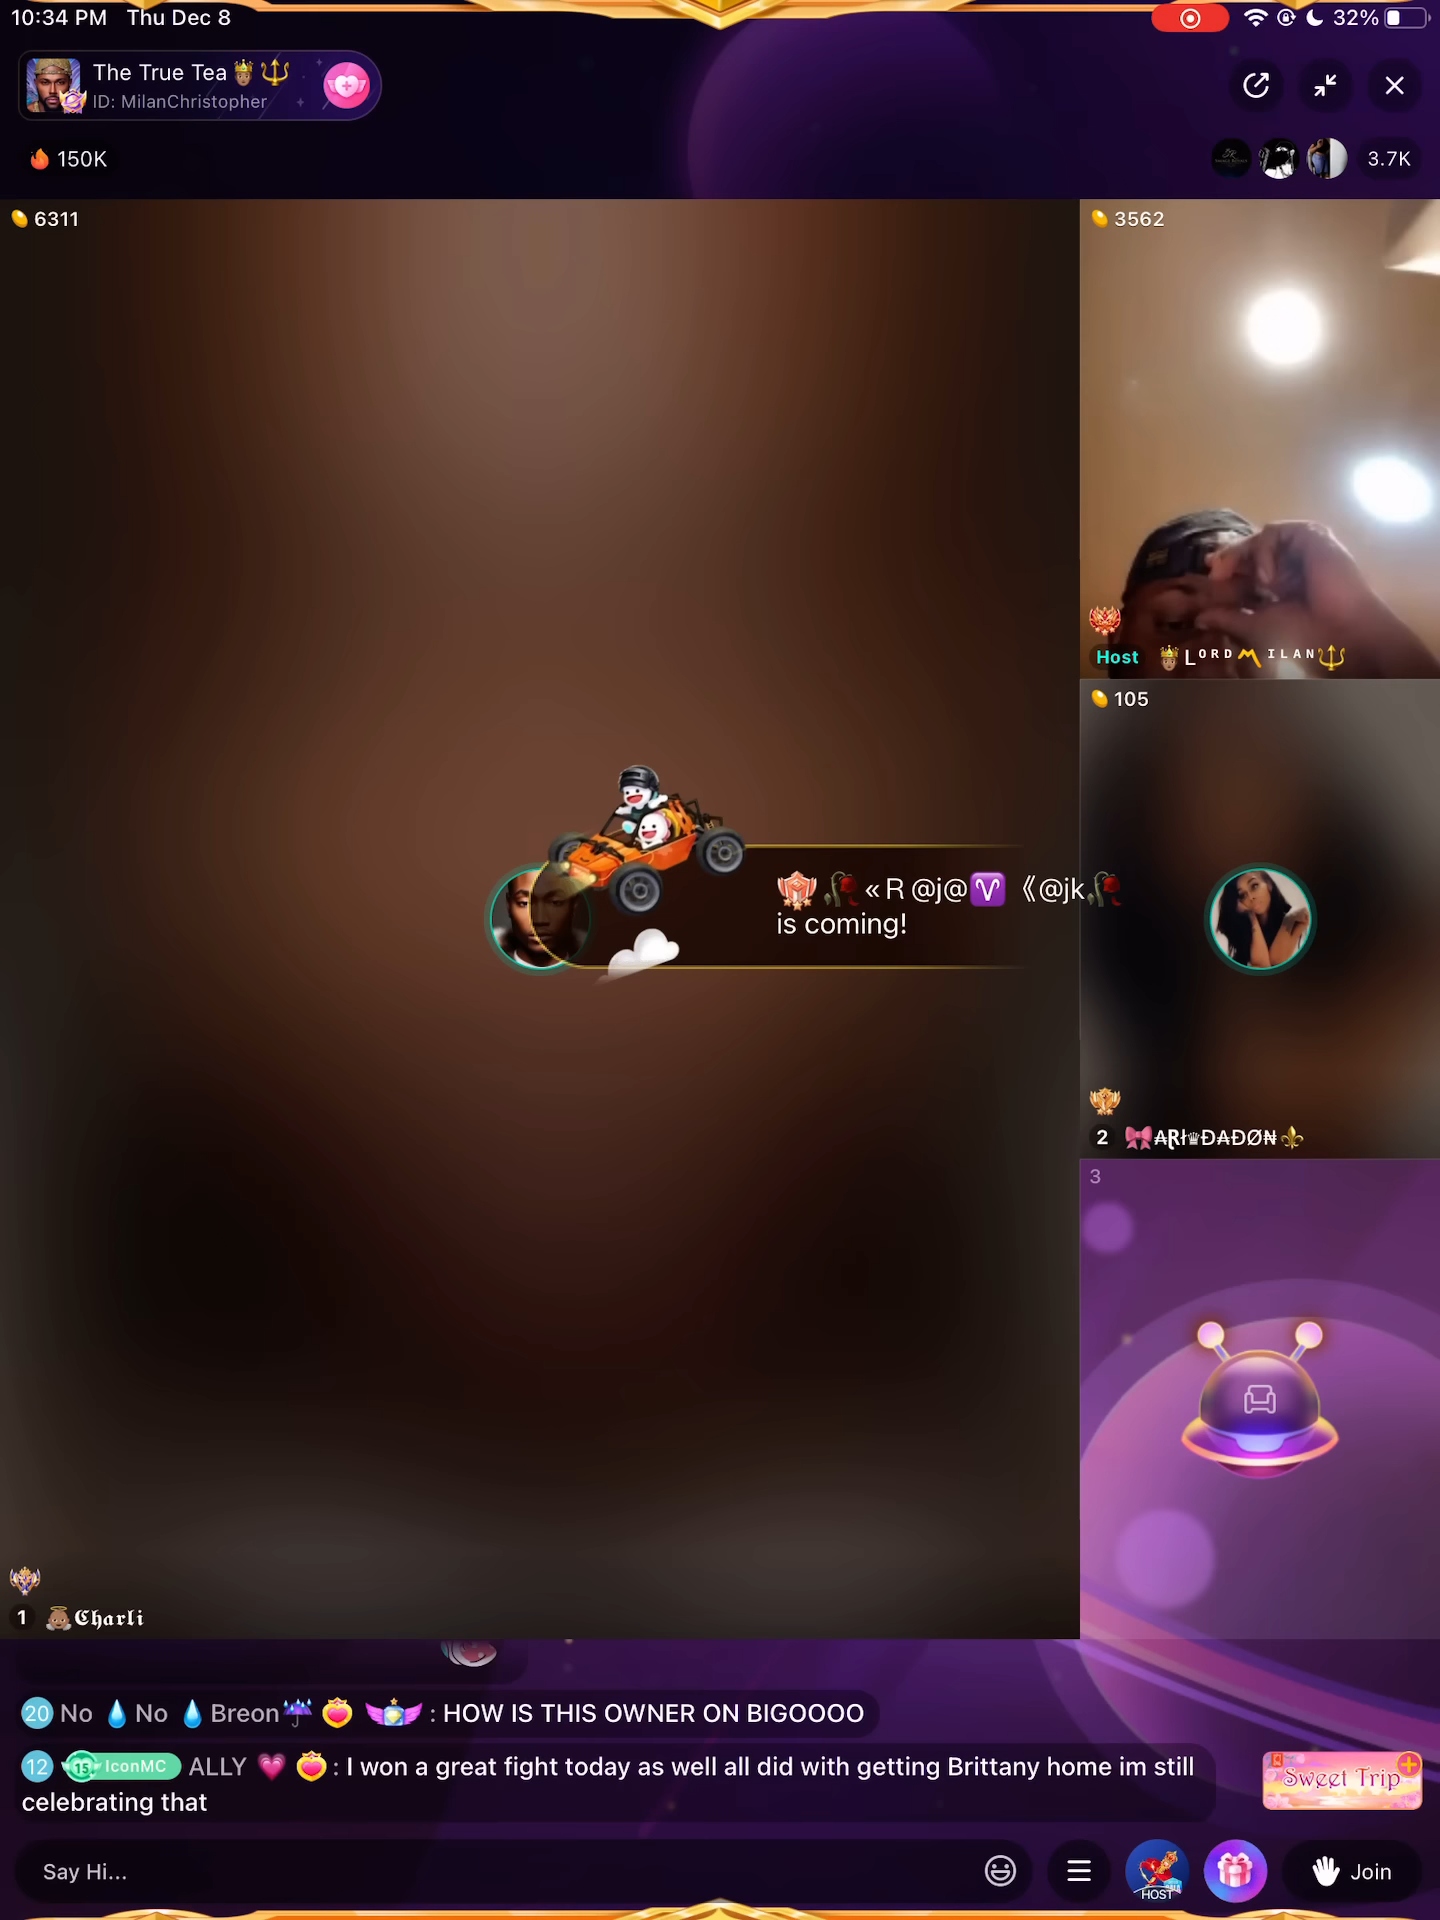 10:34 PM Thu Dec 8
32%
The True Tea🤴🏽🔱
ID: MilanChristopher
150K
3.7K
6311
3562
Host 🤴🏽Lᴼᴿᴰ〽️ᴵᴸᴬᴺ🔱
105
🥀«R@j@♈《@jk🥀
is coming!
2 🎀₳Ɽł♛Đ₳ĐØ₦⚜️
3
1 👼🏽𝕮𝖍𝖆𝖗𝖑𝖎
20 No 💧No 💧Breon☔ : HOW IS THIS OWNER ON BIGOOOO
12 15 IconMC ALLY 💗 : I won a great fight today as well all did with getting Brittany home im still
celebrating that
Sweet Trip
Say Hi...
HOST
Join